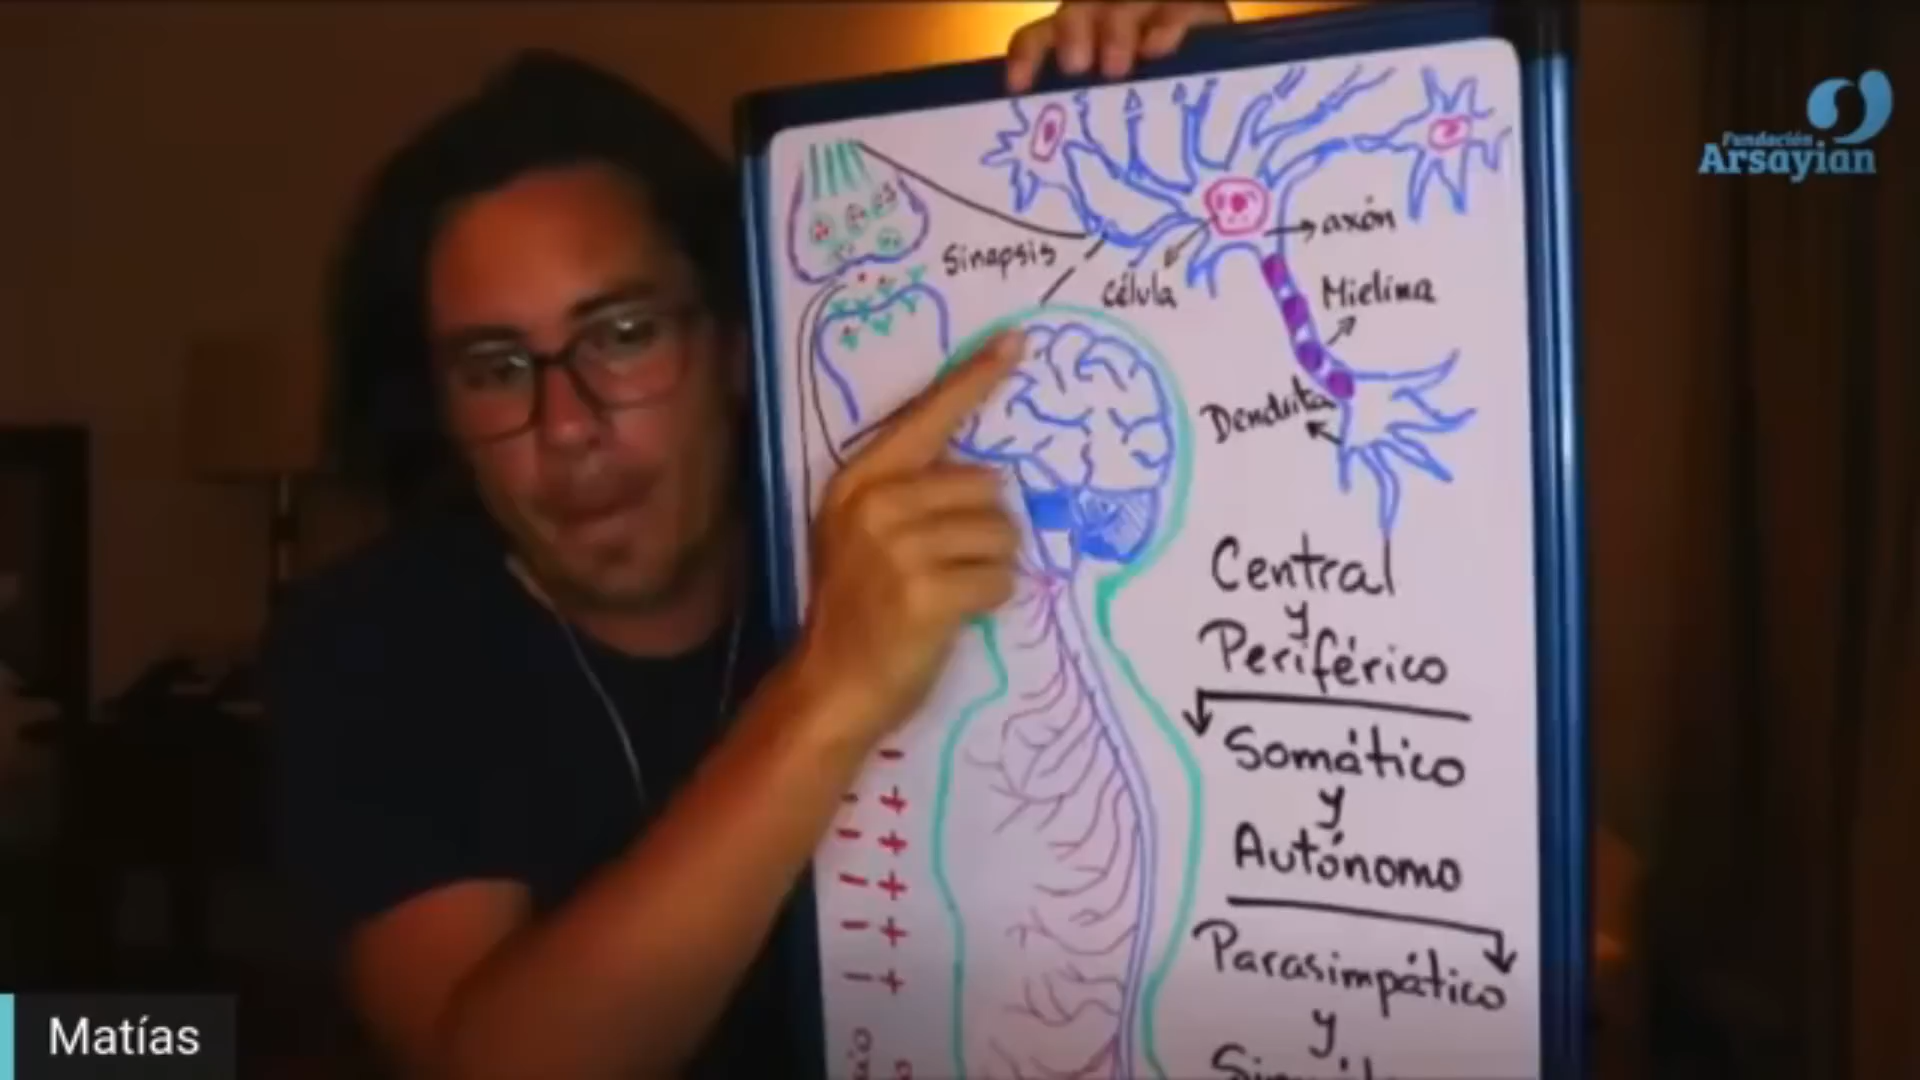 Fundación
Arsayian
Sinapsis
Célula
axón
Mielina
Dendrita
Central
y
Periférico
Somático
y
Autónomo
Parasimpático
y
-
- +
- +
- +
- +
- +
Matías